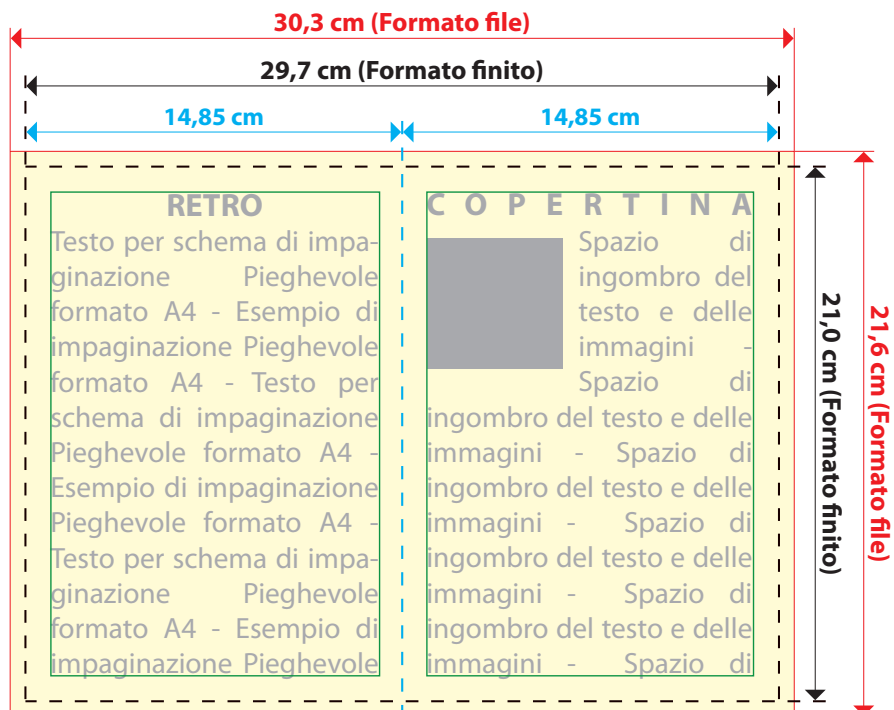 30,3 cm (Formato file)
29,7 cm (Formato finito)
14,85 cm
14,85 cm
RETRO
Testo per schema di impa-
ginazione Pieghevole
formato A4 - Esempio di
impaginazione Pieghevole
formato A4 - Testo per
schema di impaginazione
Pieghevole formato A4 -
Esempio di impaginazione
Pieghevole formato A4 -
Testo per schema di impa-
ginazione Pieghevole
formato A4 - Esempio di
impaginazione Pieghevole
COPERTINA
Spazio di
ingombro del
testo e delle
immagini -
Spazio di
ingombro del testo e delle
immagini - Spazio di
ingombro del testo e delle
immagini - Spazio di
ingombro del testo e delle
immagini - Spazio di
ingombro del testo e delle
immagini - Spazio di
21,0 cm (Formato finito)
21,6 cm (Formato file)